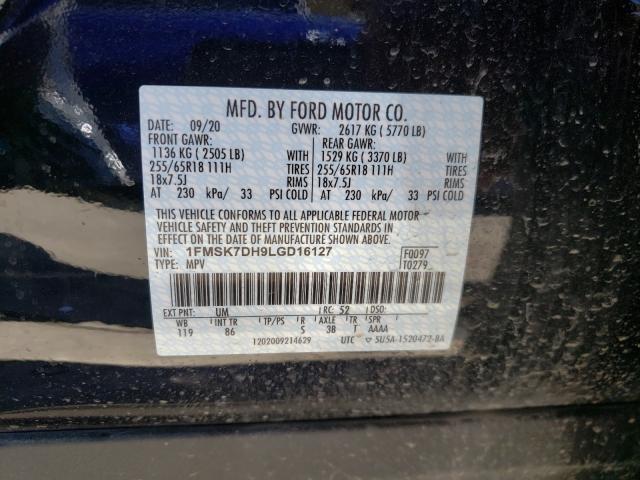 MFD. BY FORD MOTOR CO.
DATE: 09/20 GVWR: 2617 KG ( 5770 LB)
FRONT GAWR: REAR GAWR:
1136 KG ( 2505 LB) WITH 1529 KG ( 3370 LB) WITH
255/65R18 111H TIRES 255/65R18 111H TIRES
18x7.5J RIMS 18x7.5J RIMS
AT 230 kPa/ 33 PSI COLD AT 230 kPa/ 33 PSI COLD
THIS VEHICLE CONFORMS TO ALL APPLICABLE FEDERAL MOTOR
VEHICLE SAFETY AND THEFT PREVENTION STANDARDS IN
EFFECT ON THE DATE OF MANUFACTURE SHOWN ABOVE.
VIN: 1FMSK7DH9LGD16127 F0097
TYPE: MPV T0279
EXT PNT: UM RC: 52 DSO:
WB INT TR TP/PS R AXLE TR SPR
119 86 S 3B T AAAA
1202009214629 UTC ▽ 5U5A-1520472-BA